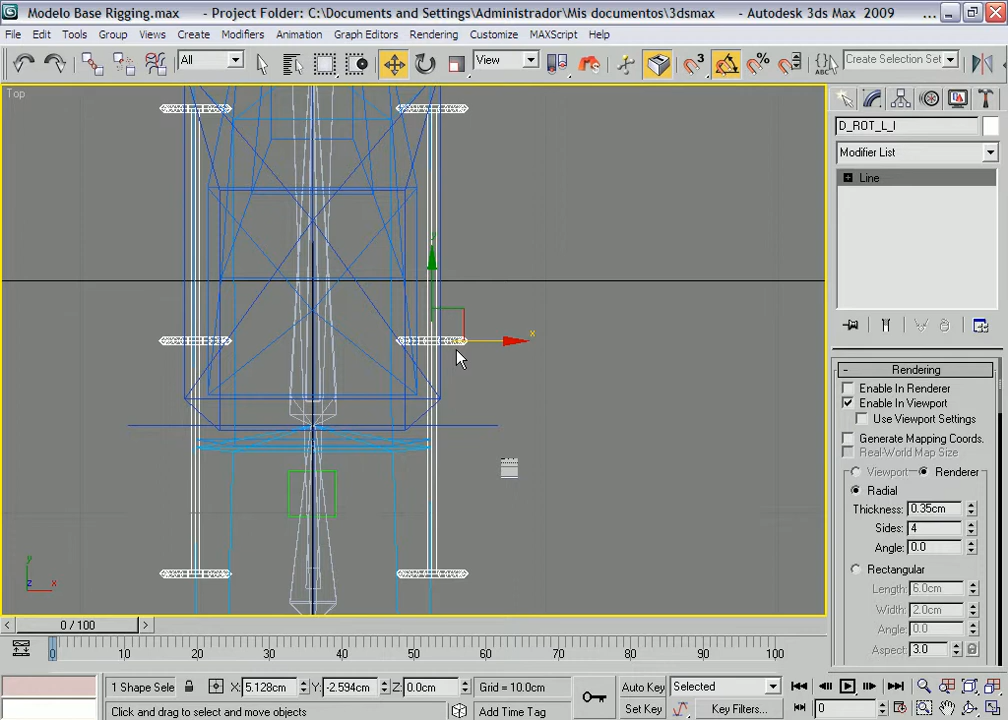 Modelo Base Rigging.max - Project Folder: C:\Documents and Settings\Administrador\Mis documentos\3dsmax - Autodesk 3ds Max 2009 ...
File Edit Tools Group Views Create Modifiers Animation Graph Editors Rendering Customize MAXScript Help
All View 3 % ABC Create Selection Set
Top
D_ROT_L_I
Modifier List
Line
y
x
- Rendering
Enable In Renderer
Enable In Viewport
Use Viewport Settings
Generate Mapping Coords.
Real-World Map Size
Viewport Renderer
Radial
Thickness: 0.35cm
Sides: 4
Angle: 0.0
Rectangular
Length: 6.0cm
Width: 2.0cm
Angle: 0.0
Aspect: 3.0
y
z x
< 0 / 100 >
0 10 20 30 40 50 60 70 80 90 100
1 Shape Sele X: 5.128cm Y: -2.594cm Z: 0.0cm Grid = 10.0cm Auto Key Selected
Click and drag to select and move objects Add Time Tag Set Key Key Filters... 0